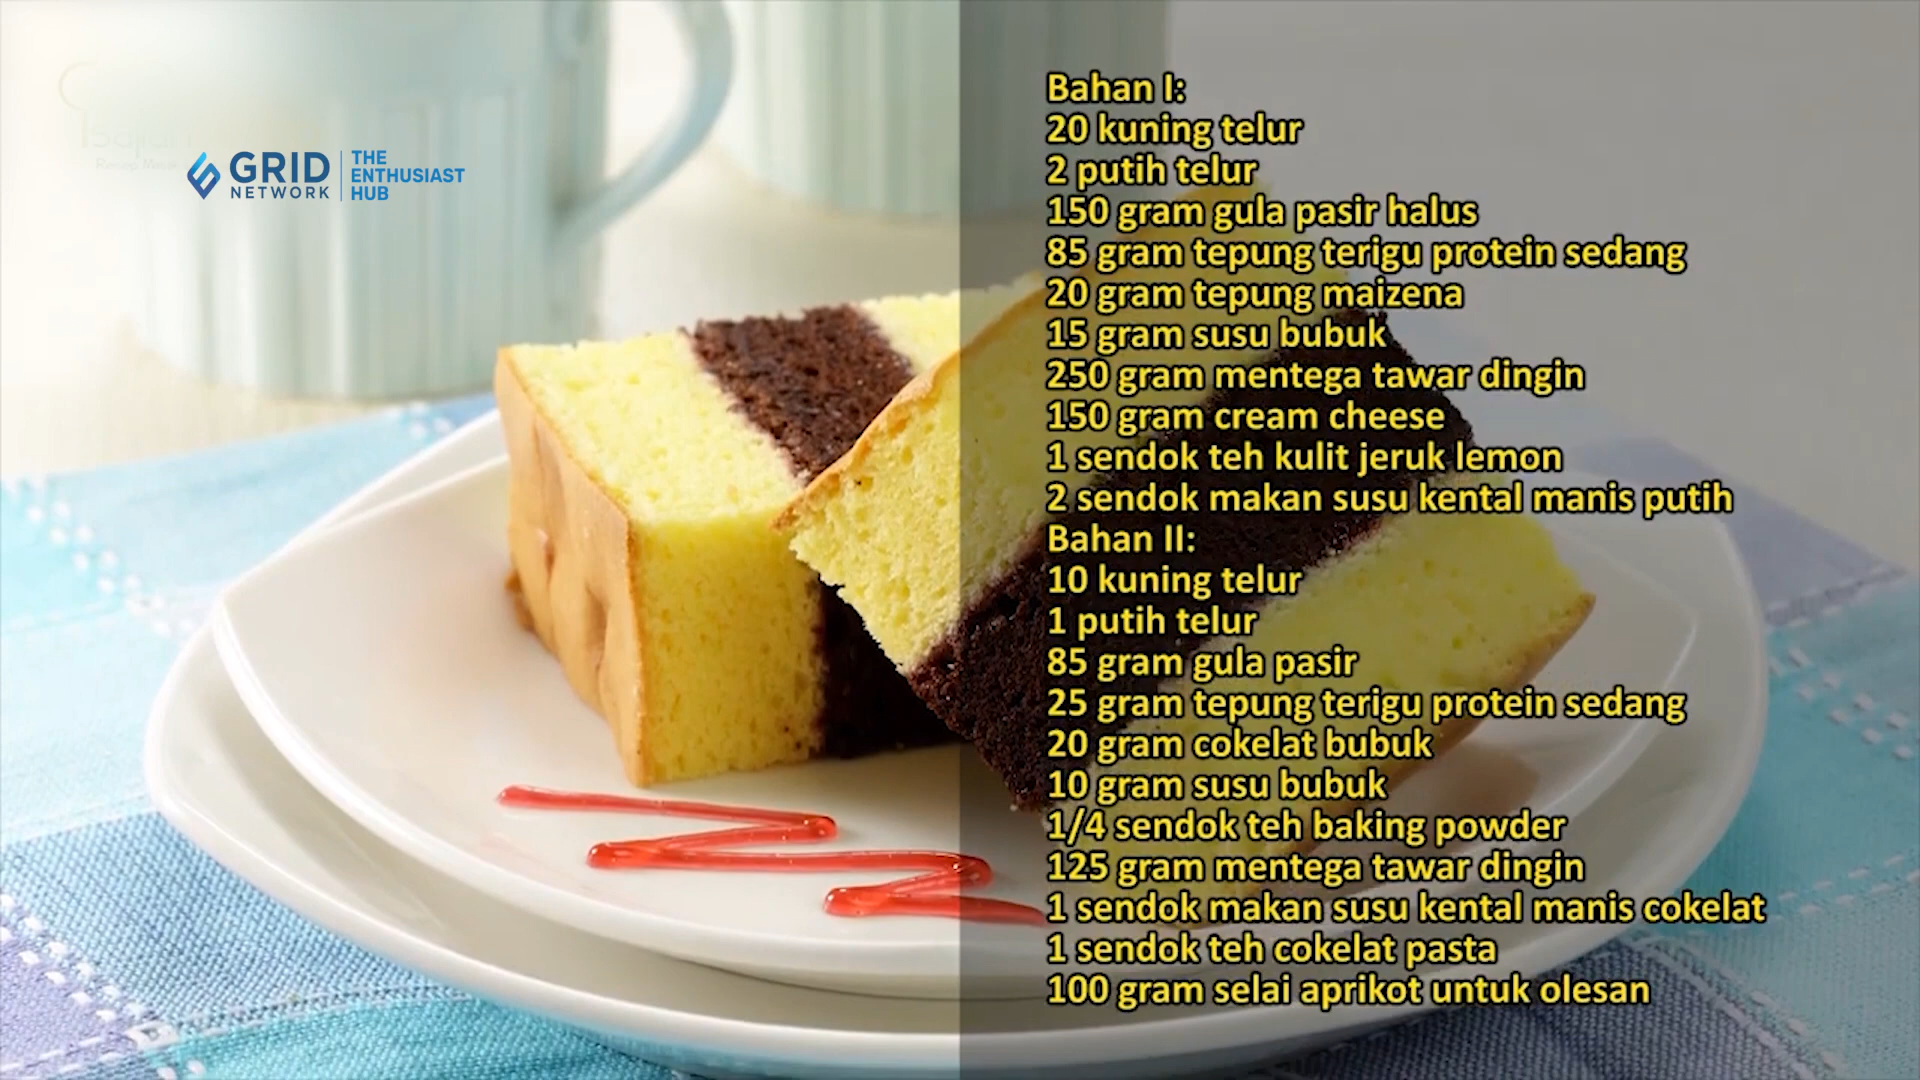 GRID
NETWORK
THE
ENTHUSIAST
HUB
Bahan I:
20 kuning telur
2 putih telur
150 gram gula pasir halus
85 gram tepung terigu protein sedang
20 gram tepung maizena
15 gram susu bubuk
250 gram mentega tawar dingin
150 gram cream cheese
1 sendok teh kulit jeruk lemon
2 sendok makan susu kental manis putih
Bahan II:
10 kuning telur
1 putih telur
85 gram gula pasir
25 gram tepung terigu protein sedang
20 gram cokelat bubuk
10 gram susu bubuk
1/4 sendok teh baking powder
125 gram mentega tawar dingin
1 sendok makan susu kental manis cokelat
1 sendok teh cokelat pasta
100 gram selai aprikot untuk olesan